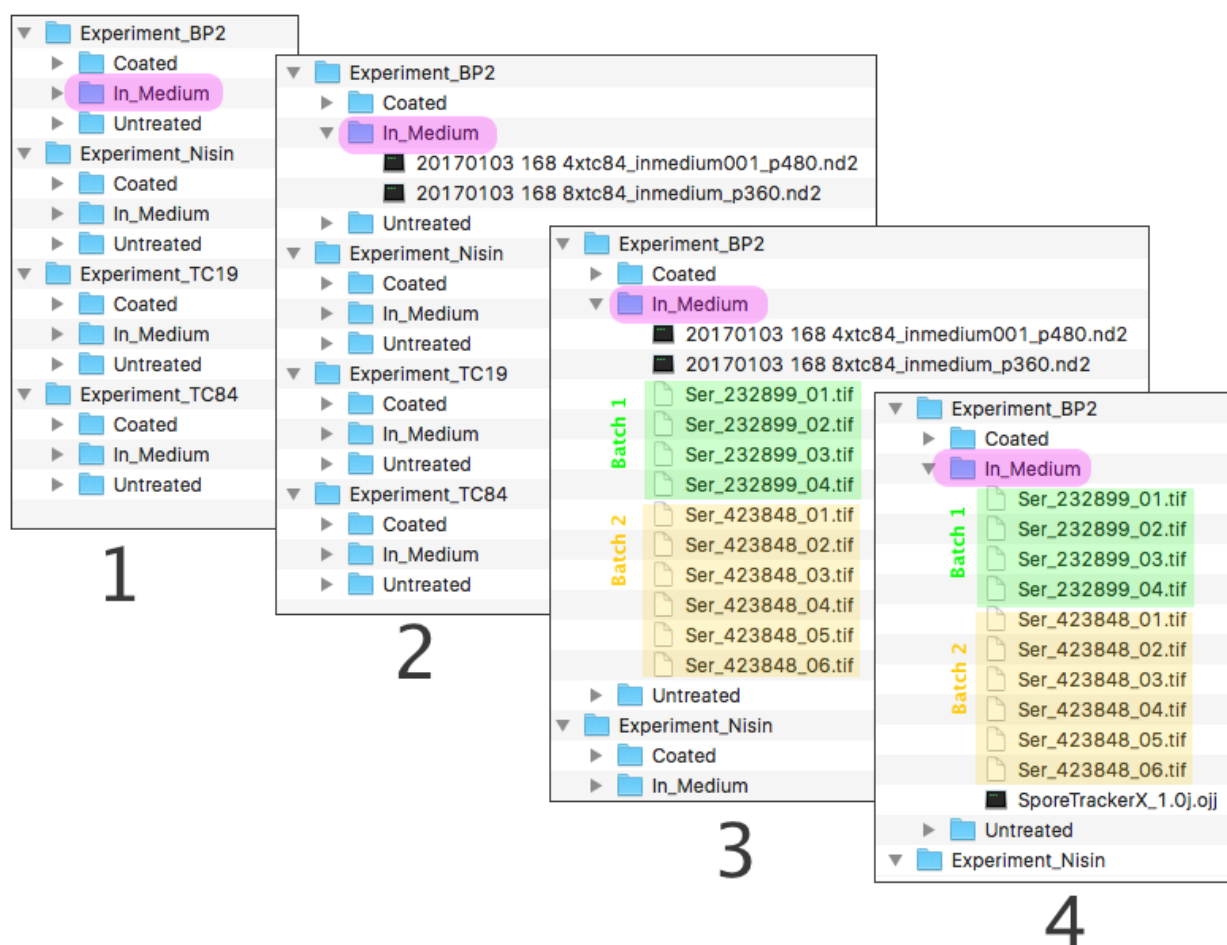 Experiment_BP2
Coated
In_Medium
Untreated
Experiment_Nisin
Coated
In_Medium
Untreated
Experiment_TC19
Coated
In_Medium
Untreated
Experiment_TC84
Coated
In_Medium
Untreated
1
Experiment_BP2
Coated
In_Medium
20170103 168 4xtc84_inmedium001_p480.nd2
20170103 168 8xtc84_inmedium_p360.nd2
Untreated
Experiment_Nisin
Coated
In_Medium
Untreated
Experiment_TC19
Coated
In_Medium
Untreated
Experiment_TC84
Coated
In_Medium
Untreated
2
Experiment_BP2
Coated
In_Medium
20170103 168 4xtc84_inmedium001_p480.nd2
20170103 168 8xtc84_inmedium_p360.nd2
Batch 1
Ser_232899_01.tif
Ser_232899_02.tif
Ser_232899_03.tif
Ser_232899_04.tif
Batch 2
Ser_423848_01.tif
Ser_423848_02.tif
Ser_423848_03.tif
Ser_423848_04.tif
Ser_423848_05.tif
Ser_423848_06.tif
Untreated
Experiment_Nisin
Coated
In_Medium
3
Experiment_BP2
Coated
In_Medium
Batch 1
Ser_232899_01.tif
Ser_232899_02.tif
Ser_232899_03.tif
Ser_232899_04.tif
Batch 2
Ser_423848_01.tif
Ser_423848_02.tif
Ser_423848_03.tif
Ser_423848_04.tif
Ser_423848_05.tif
Ser_423848_06.tif
SporeTrackerX_1.0j.ojj
Untreated
Experiment_Nisin
4